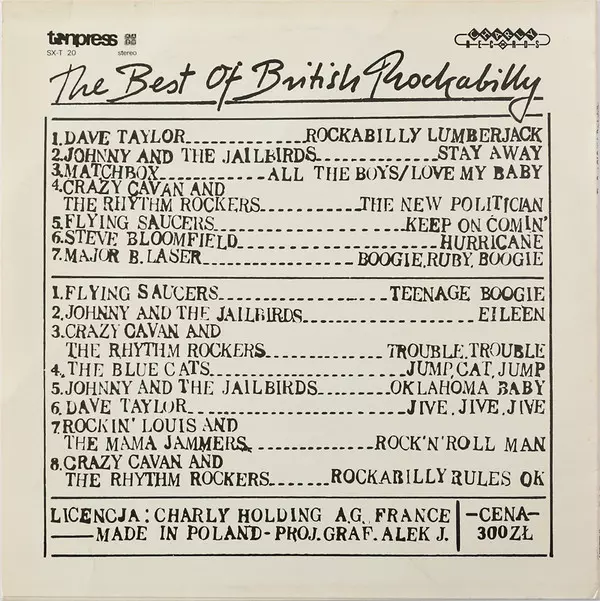 tonpress
SX-T 20 stereo
CHARLY
RECORDS
The Best Of British Rockabilly
1. DAVE TAYLOR ROCKABILLY LUMBERJACK
2. JOHNNY AND THE JAILBIRDS STAY AWAY
3. MATCHBOX ALL THE BOYS/LOVE MY BABY
4. CRAZY CAVAN AND
THE RHYTHM ROCKERS THE NEW POLITICIAN
5. FLYING SAUCERS KEEP ON COMIN'
6. STEVE BLOOMFIELD HURRICANE
7. MAJOR B. LASER BOOGIE, RUBY, BOOGIE
1. FLYING SAUCERS TEENAGE BOOGIE
2. JOHNNY AND THE JAILBIRDS EILEEN
3. CRAZY CAVAN AND
THE RHYTHM ROCKERS TROUBLE, TROUBLE
4. THE BLUE CATS JUMP, CAT, JUMP
5. JOHNNY AND THE JAILBIRDS OKLAHOMA BABY
6. DAVE TAYLOR JIVE, JIVE, JIVE
7 ROCKIN' LOUIS AND
THE MAMA JAMMERS ROCK'N'ROLL MAN
8. CRAZY CAVAN AND
THE RHYTHM ROCKERS ROCKABILLY RULES OK
LICENCJA: CHARLY HOLDING A.G. FRANCE
MADE IN POLAND - PROJ. GRAF. ALEK J.
-CENA-
300 ZŁ